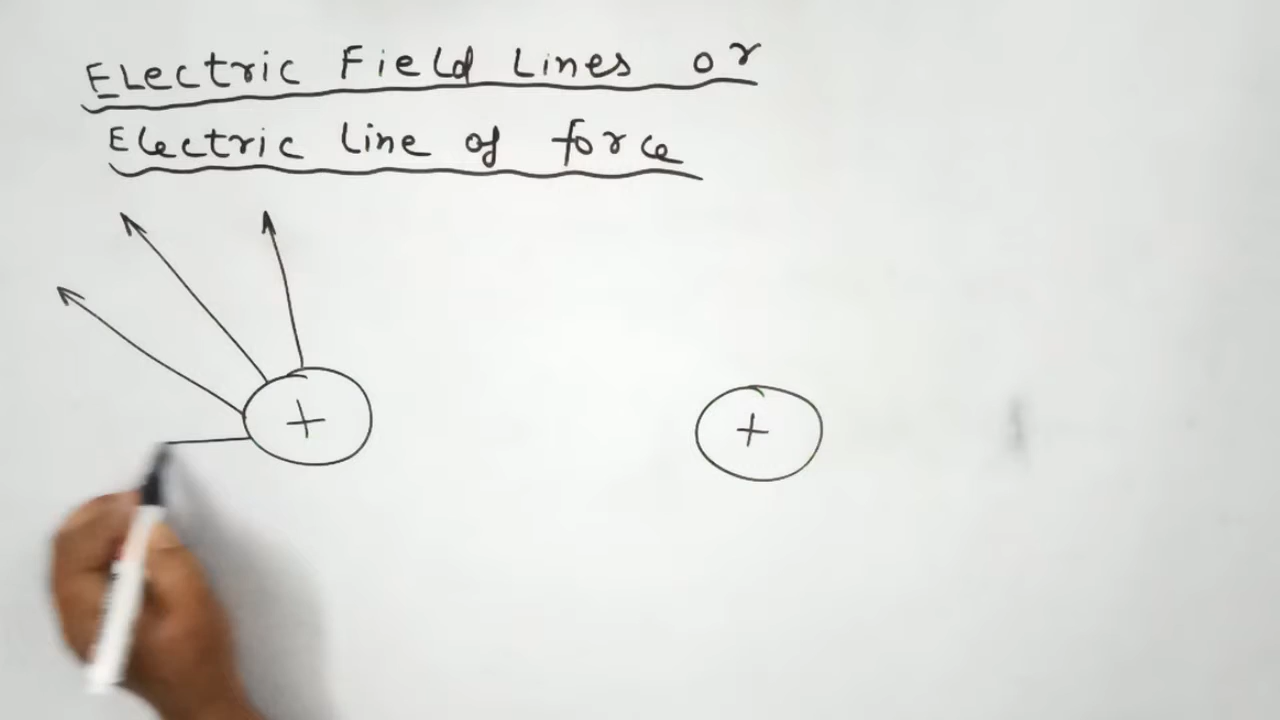 Electric Field Lines or
Electric Line of force
+
+